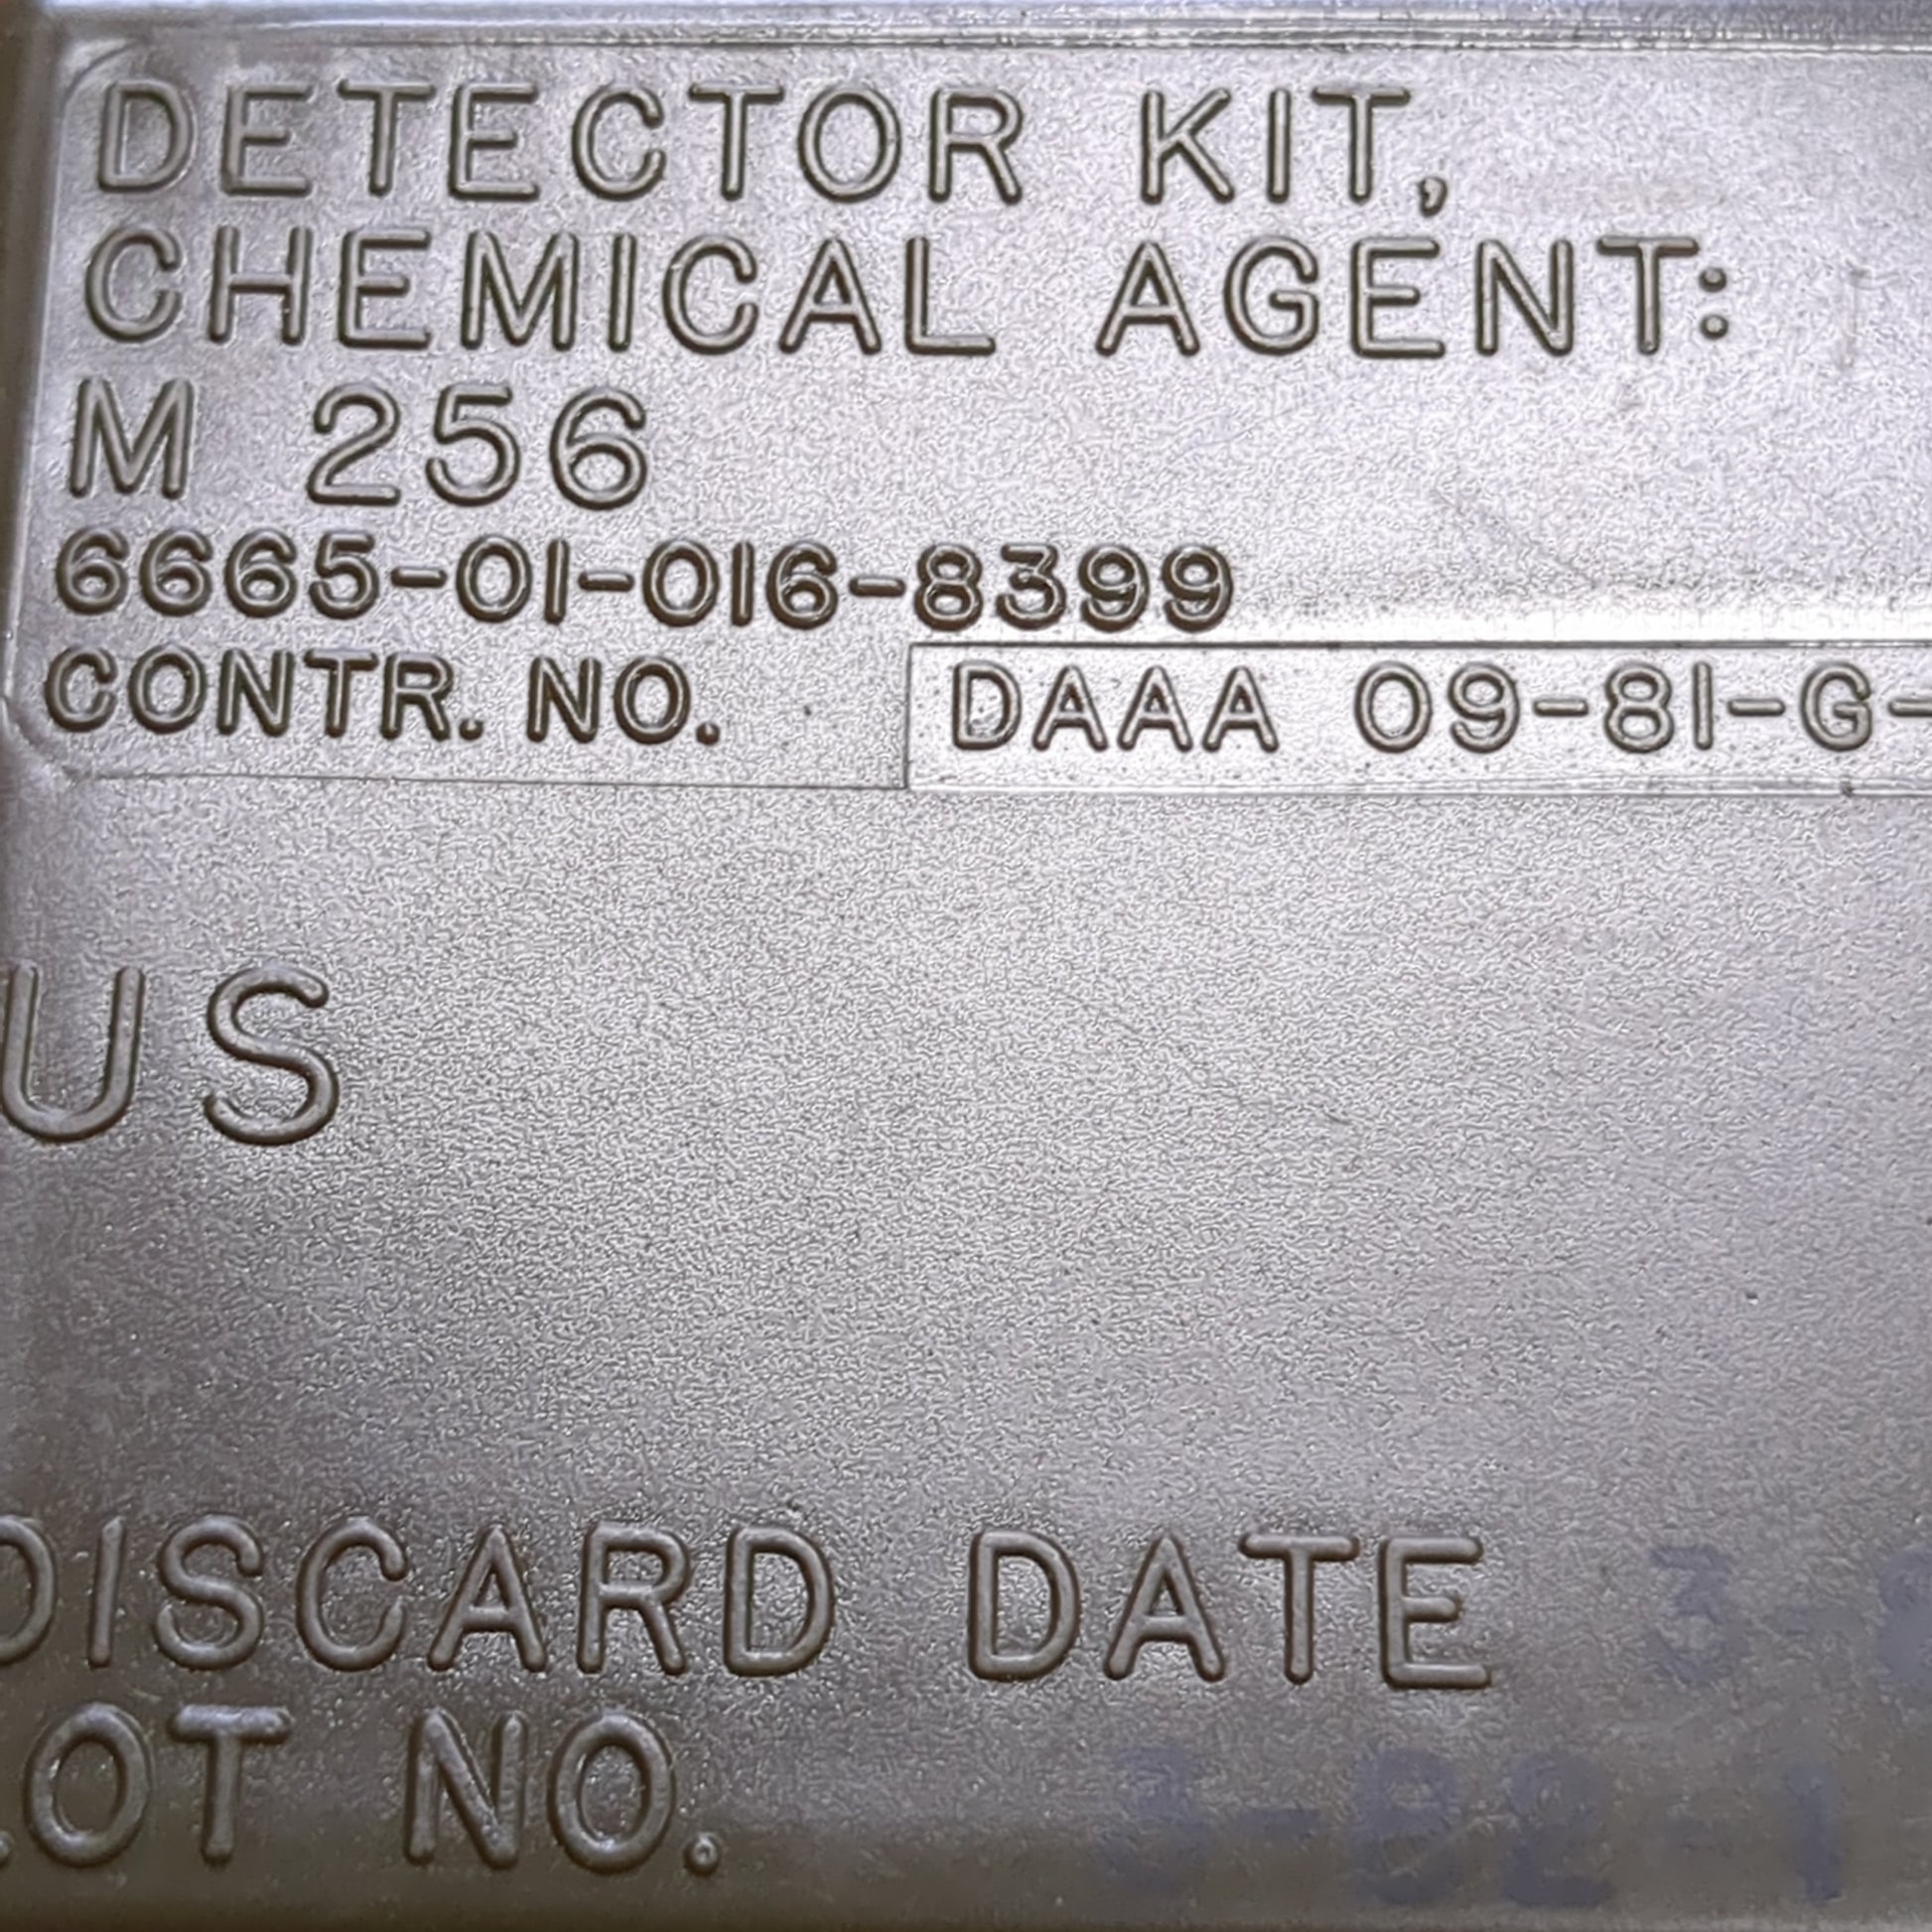 DETECTOR KIT,
CHEMICAL AGENT:
M 256
6665-01-016-8399
CONTR. NO. DAAA 09-81-G-
US
DISCARD DATE 3-
LOT NO.